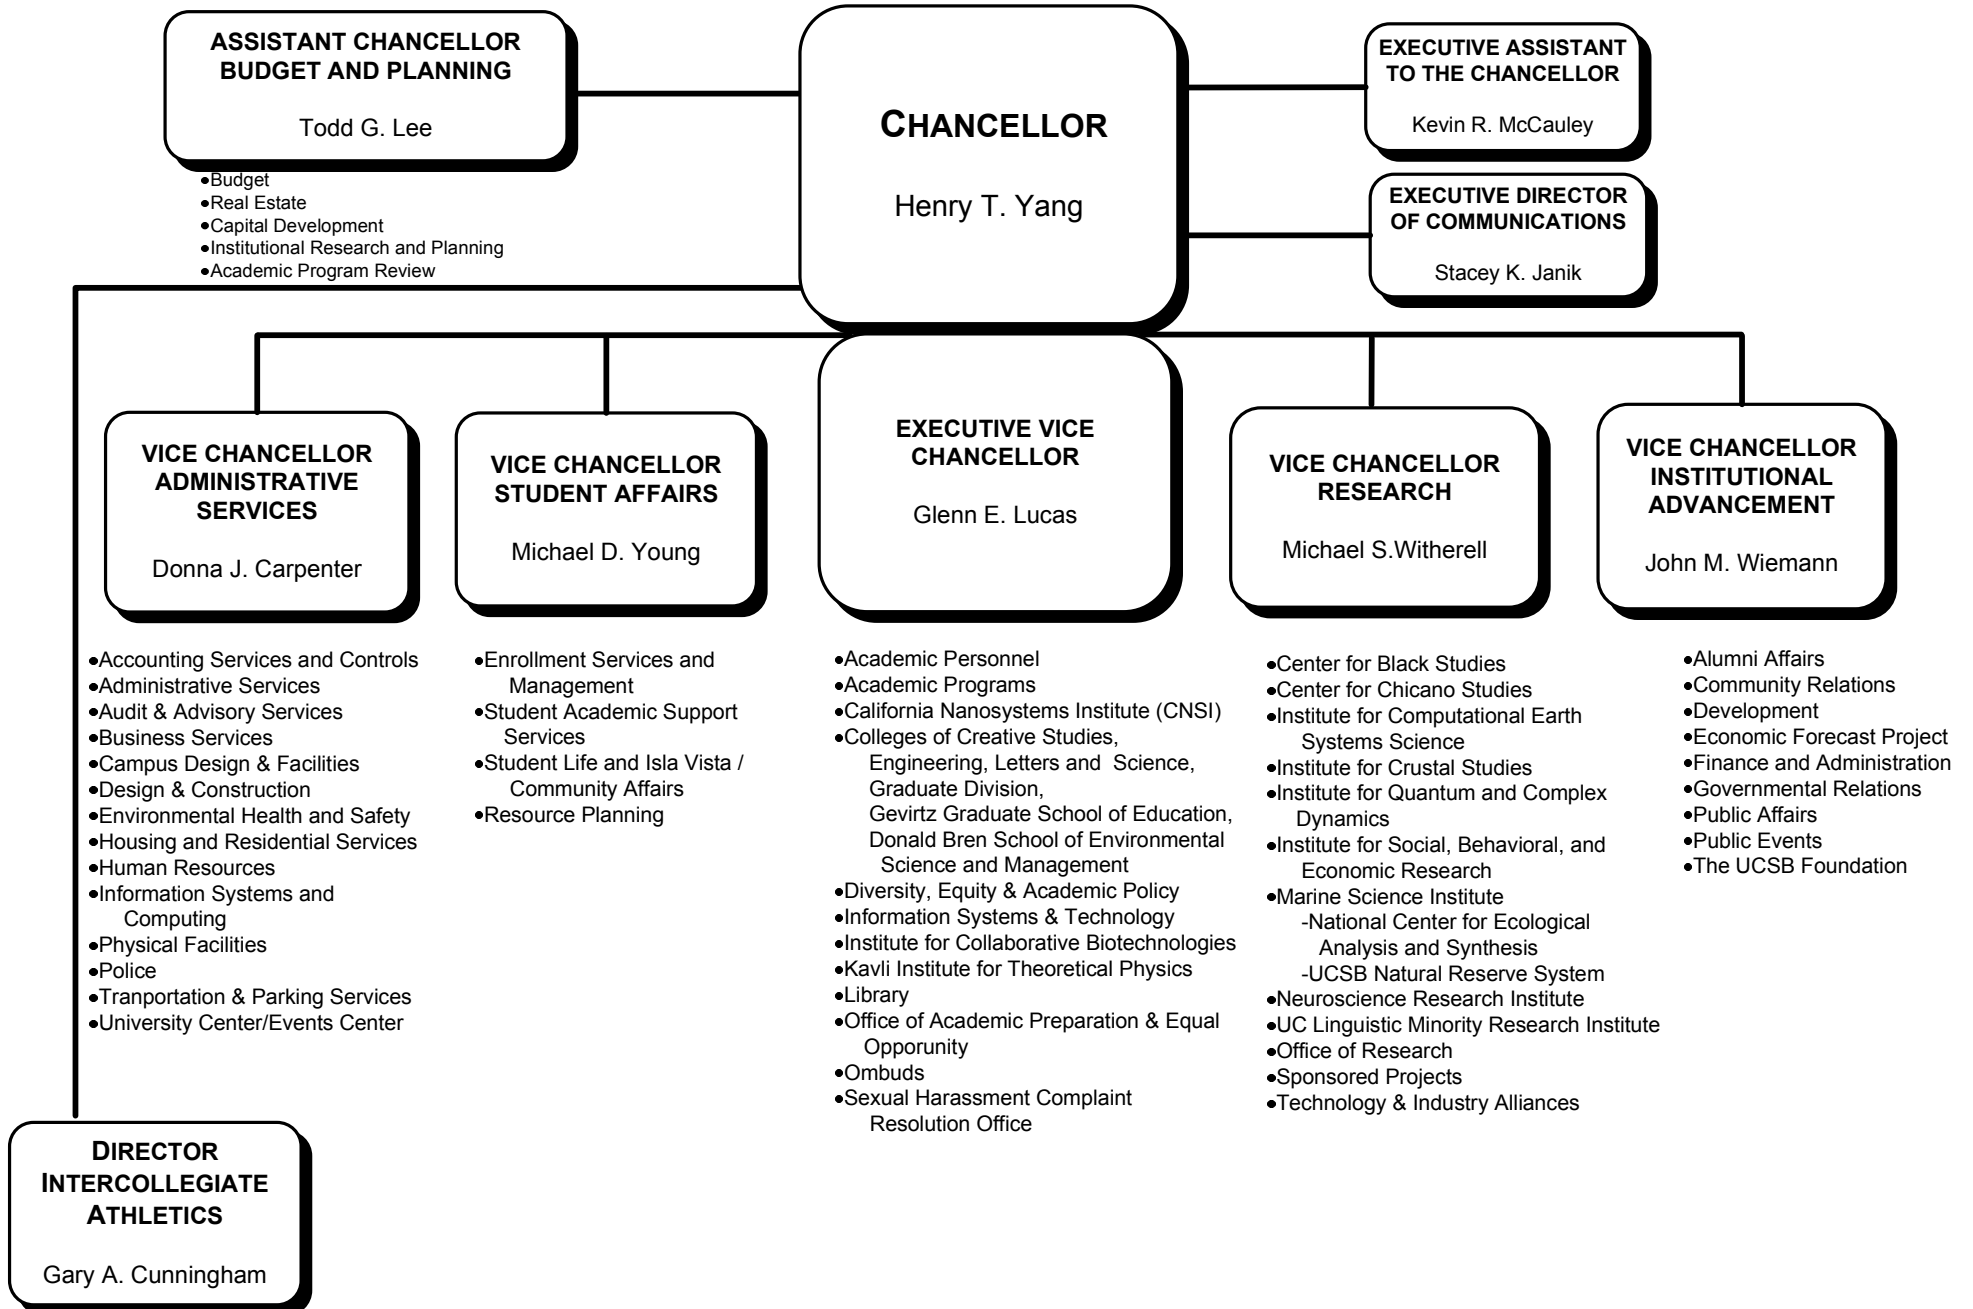 ASSISTANT CHANCELLOR
BUDGET AND PLANNING
Todd G. Lee
•Budget
•Real Estate
•Capital Development
•Institutional Research and Planning
•Academic Program Review
CHANCELLOR
Henry T. Yang
EXECUTIVE ASSISTANT
TO THE CHANCELLOR
Kevin R. McCauley
EXECUTIVE DIRECTOR
OF COMMUNICATIONS
Stacey K. Janik
VICE CHANCELLOR
ADMINISTRATIVE
SERVICES
Donna J. Carpenter
•Accounting Services and Controls
•Administrative Services
•Audit & Advisory Services
•Business Services
•Campus Design & Facilities
•Design & Construction
•Environmental Health and Safety
•Housing and Residential Services
•Human Resources
•Information Systems and
Computing
•Physical Facilities
•Police
•Tranportation & Parking Services
•University Center/Events Center
VICE CHANCELLOR
STUDENT AFFAIRS
Michael D. Young
•Enrollment Services and
Management
•Student Academic Support
Services
•Student Life and Isla Vista /
Community Affairs
•Resource Planning
EXECUTIVE VICE
CHANCELLOR
Glenn E. Lucas
•Academic Personnel
•Academic Programs
•California Nanosystems Institute (CNSI)
•Colleges of Creative Studies,
Engineering, Letters and Science,
Graduate Division,
Gevirtz Graduate School of Education,
Donald Bren School of Environmental
Science and Management
•Diversity, Equity & Academic Policy
•Information Systems & Technology
•Institute for Collaborative Biotechnologies
•Kavli Institute for Theoretical Physics
•Library
•Office of Academic Preparation & Equal
Opporunity
•Ombuds
•Sexual Harassment Complaint
Resolution Office
VICE CHANCELLOR
RESEARCH
Michael S.Witherell
•Center for Black Studies
•Center for Chicano Studies
•Institute for Computational Earth
Systems Science
•Institute for Crustal Studies
•Institute for Quantum and Complex
Dynamics
•Institute for Social, Behavioral, and
Economic Research
•Marine Science Institute
-National Center for Ecological
Analysis and Synthesis
-UCSB Natural Reserve System
•Neuroscience Research Institute
•UC Linguistic Minority Research Institute
•Office of Research
•Sponsored Projects
•Technology & Industry Alliances
VICE CHANCELLOR
INSTITUTIONAL
ADVANCEMENT
John M. Wiemann
•Alumni Affairs
•Community Relations
•Development
•Economic Forecast Project
•Finance and Administration
•Governmental Relations
•Public Affairs
•Public Events
•The UCSB Foundation
DIRECTOR
INTERCOLLEGIATE
ATHLETICS
Gary A. Cunningham